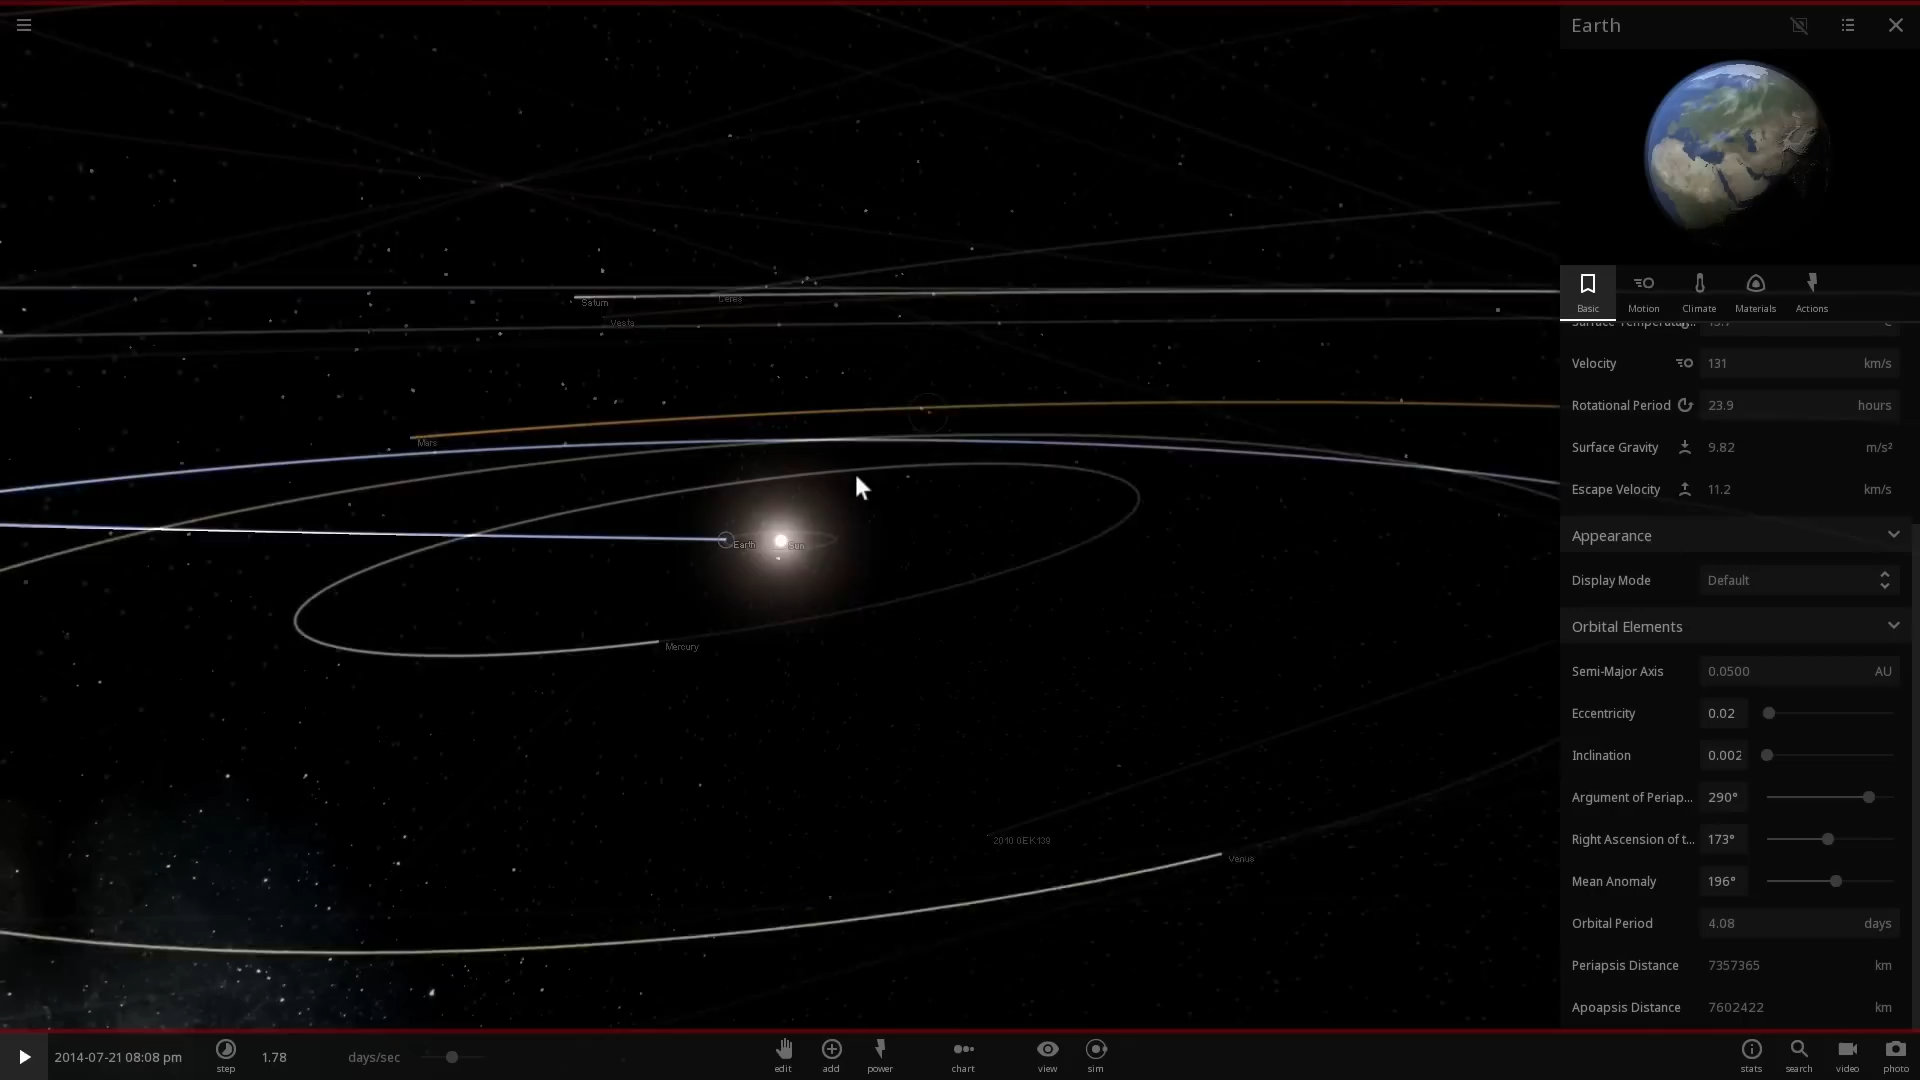 Earth
Saturn
Ceres
Vesta
Mars
Earth
Sun
Mercury
2010 0EK139
Venus
Basic
Motion
Climate
Materials
Actions
Velocity 131 km/s
Rotational Period 23.9 hours
Surface Gravity 9.82 m/s²
Escape Velocity 11.2 km/s
Appearance
Display Mode Default
Orbital Elements
Semi-Major Axis 0.0500 AU
Eccentricity 0.02
Inclination 0.002
Argument of Periap... 290°
Right Ascension of t... 173°
Mean Anomaly 196°
Orbital Period 4.08 days
Periapsis Distance 7357365 km
Apoapsis Distance 7602422 km
2014-07-21 08:08 pm
step
1.78 days/sec
edit
add
power
chart
view
sim
stats
search
video
photo